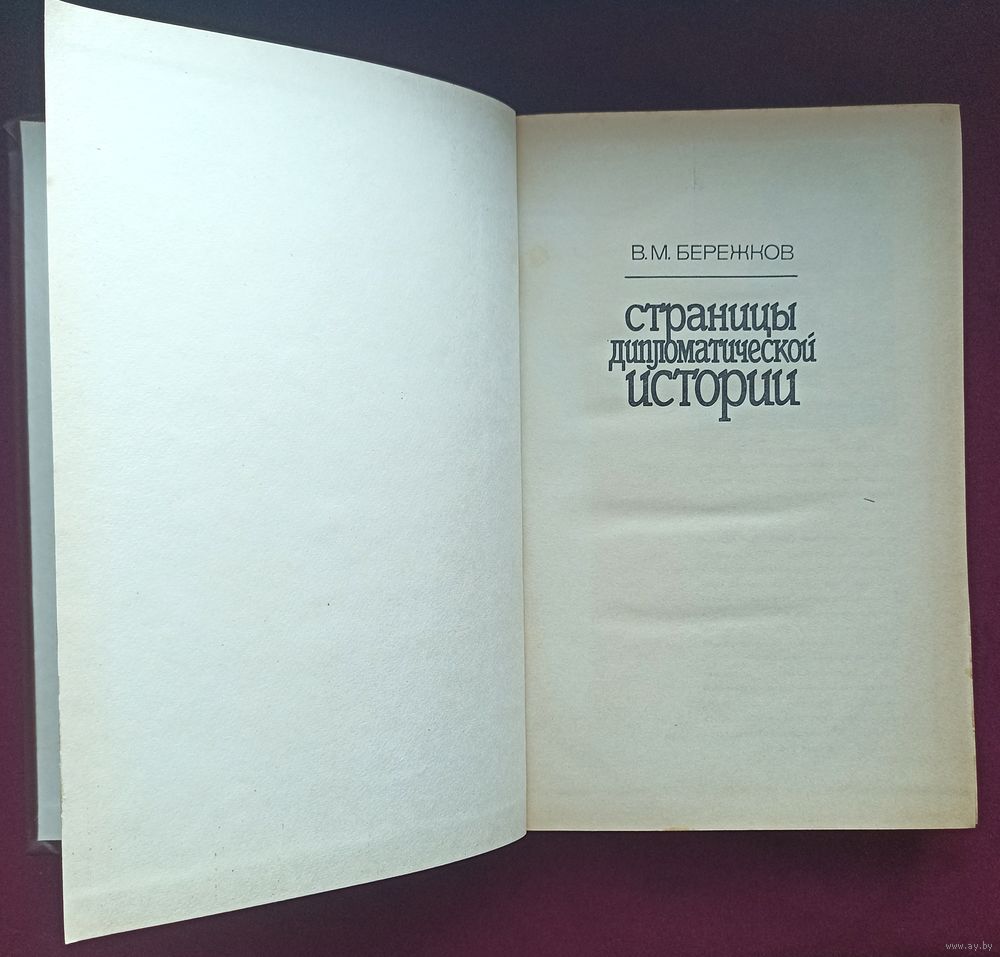 В. М. БЕРЕЖКОВ
страницы
дипломатической
истории
www.ay.by